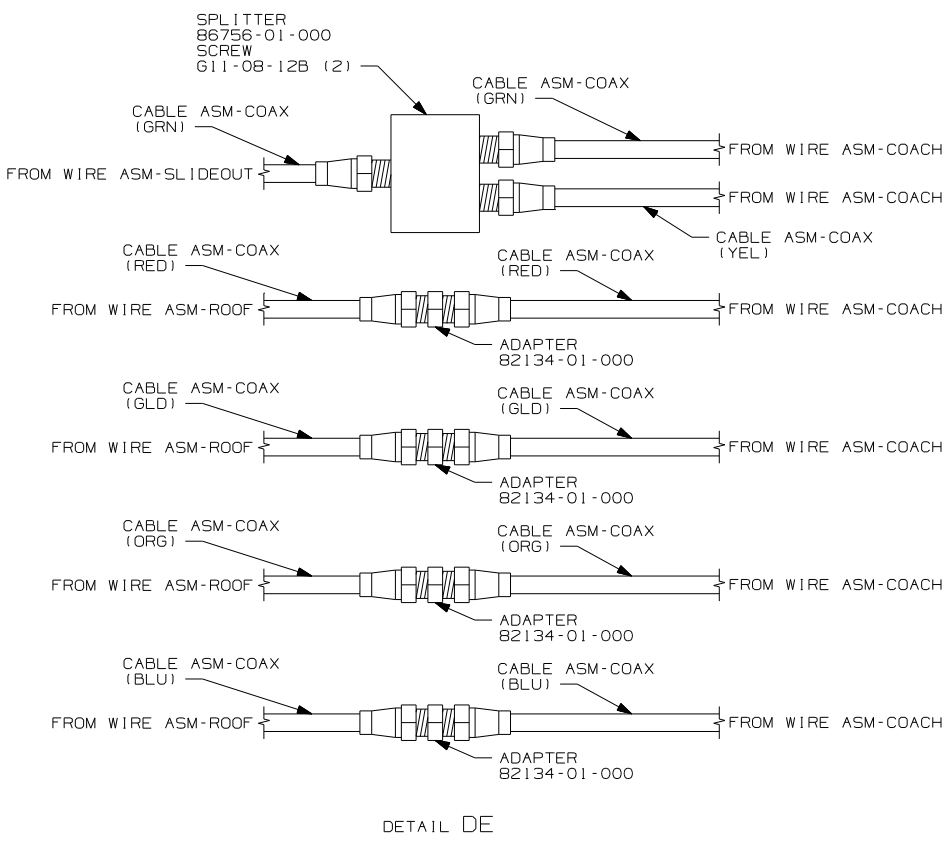 SPLITTER
86756-01-000
SCREW
G11-08-12B (2)
CABLE ASM-COAX
(GRN)
CABLE ASM-COAX
(GRN)
FROM WIRE ASM-COACH
FROM WIRE ASM-SLIDEOUT
FROM WIRE ASM-COACH
CABLE ASM-COAX
(YEL)
CABLE ASM-COAX
(RED)
CABLE ASM-COAX
(RED)
FROM WIRE ASM-ROOF
FROM WIRE ASM-COACH
ADAPTER
82134-01-000
CABLE ASM-COAX
(GLD)
CABLE ASM-COAX
(GLD)
FROM WIRE ASM-ROOF
FROM WIRE ASM-COACH
ADAPTER
82134-01-000
CABLE ASM-COAX
(ORG)
CABLE ASM-COAX
(ORG)
FROM WIRE ASM-ROOF
FROM WIRE ASM-COACH
ADAPTER
82134-01-000
CABLE ASM-COAX
(BLU)
CABLE ASM-COAX
(BLU)
FROM WIRE ASM-ROOF
FROM WIRE ASM-COACH
ADAPTER
82134-01-000
DETAIL DE